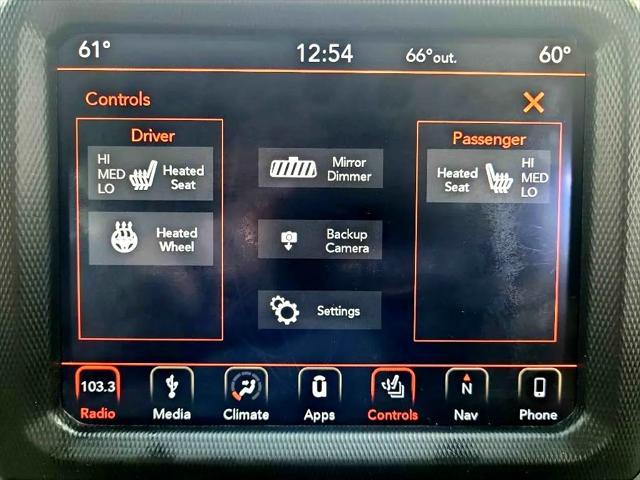 61° 12:54 66°out. 60°
Controls
Driver
HI
MED
LO
Heated
Seat
Heated
Wheel
Mirror
Dimmer
Backup
Camera
Settings
Passenger
Heated
Seat
HI
MED
LO
103.3
Radio
Media
Climate
Apps
Controls
N
Nav
Phone